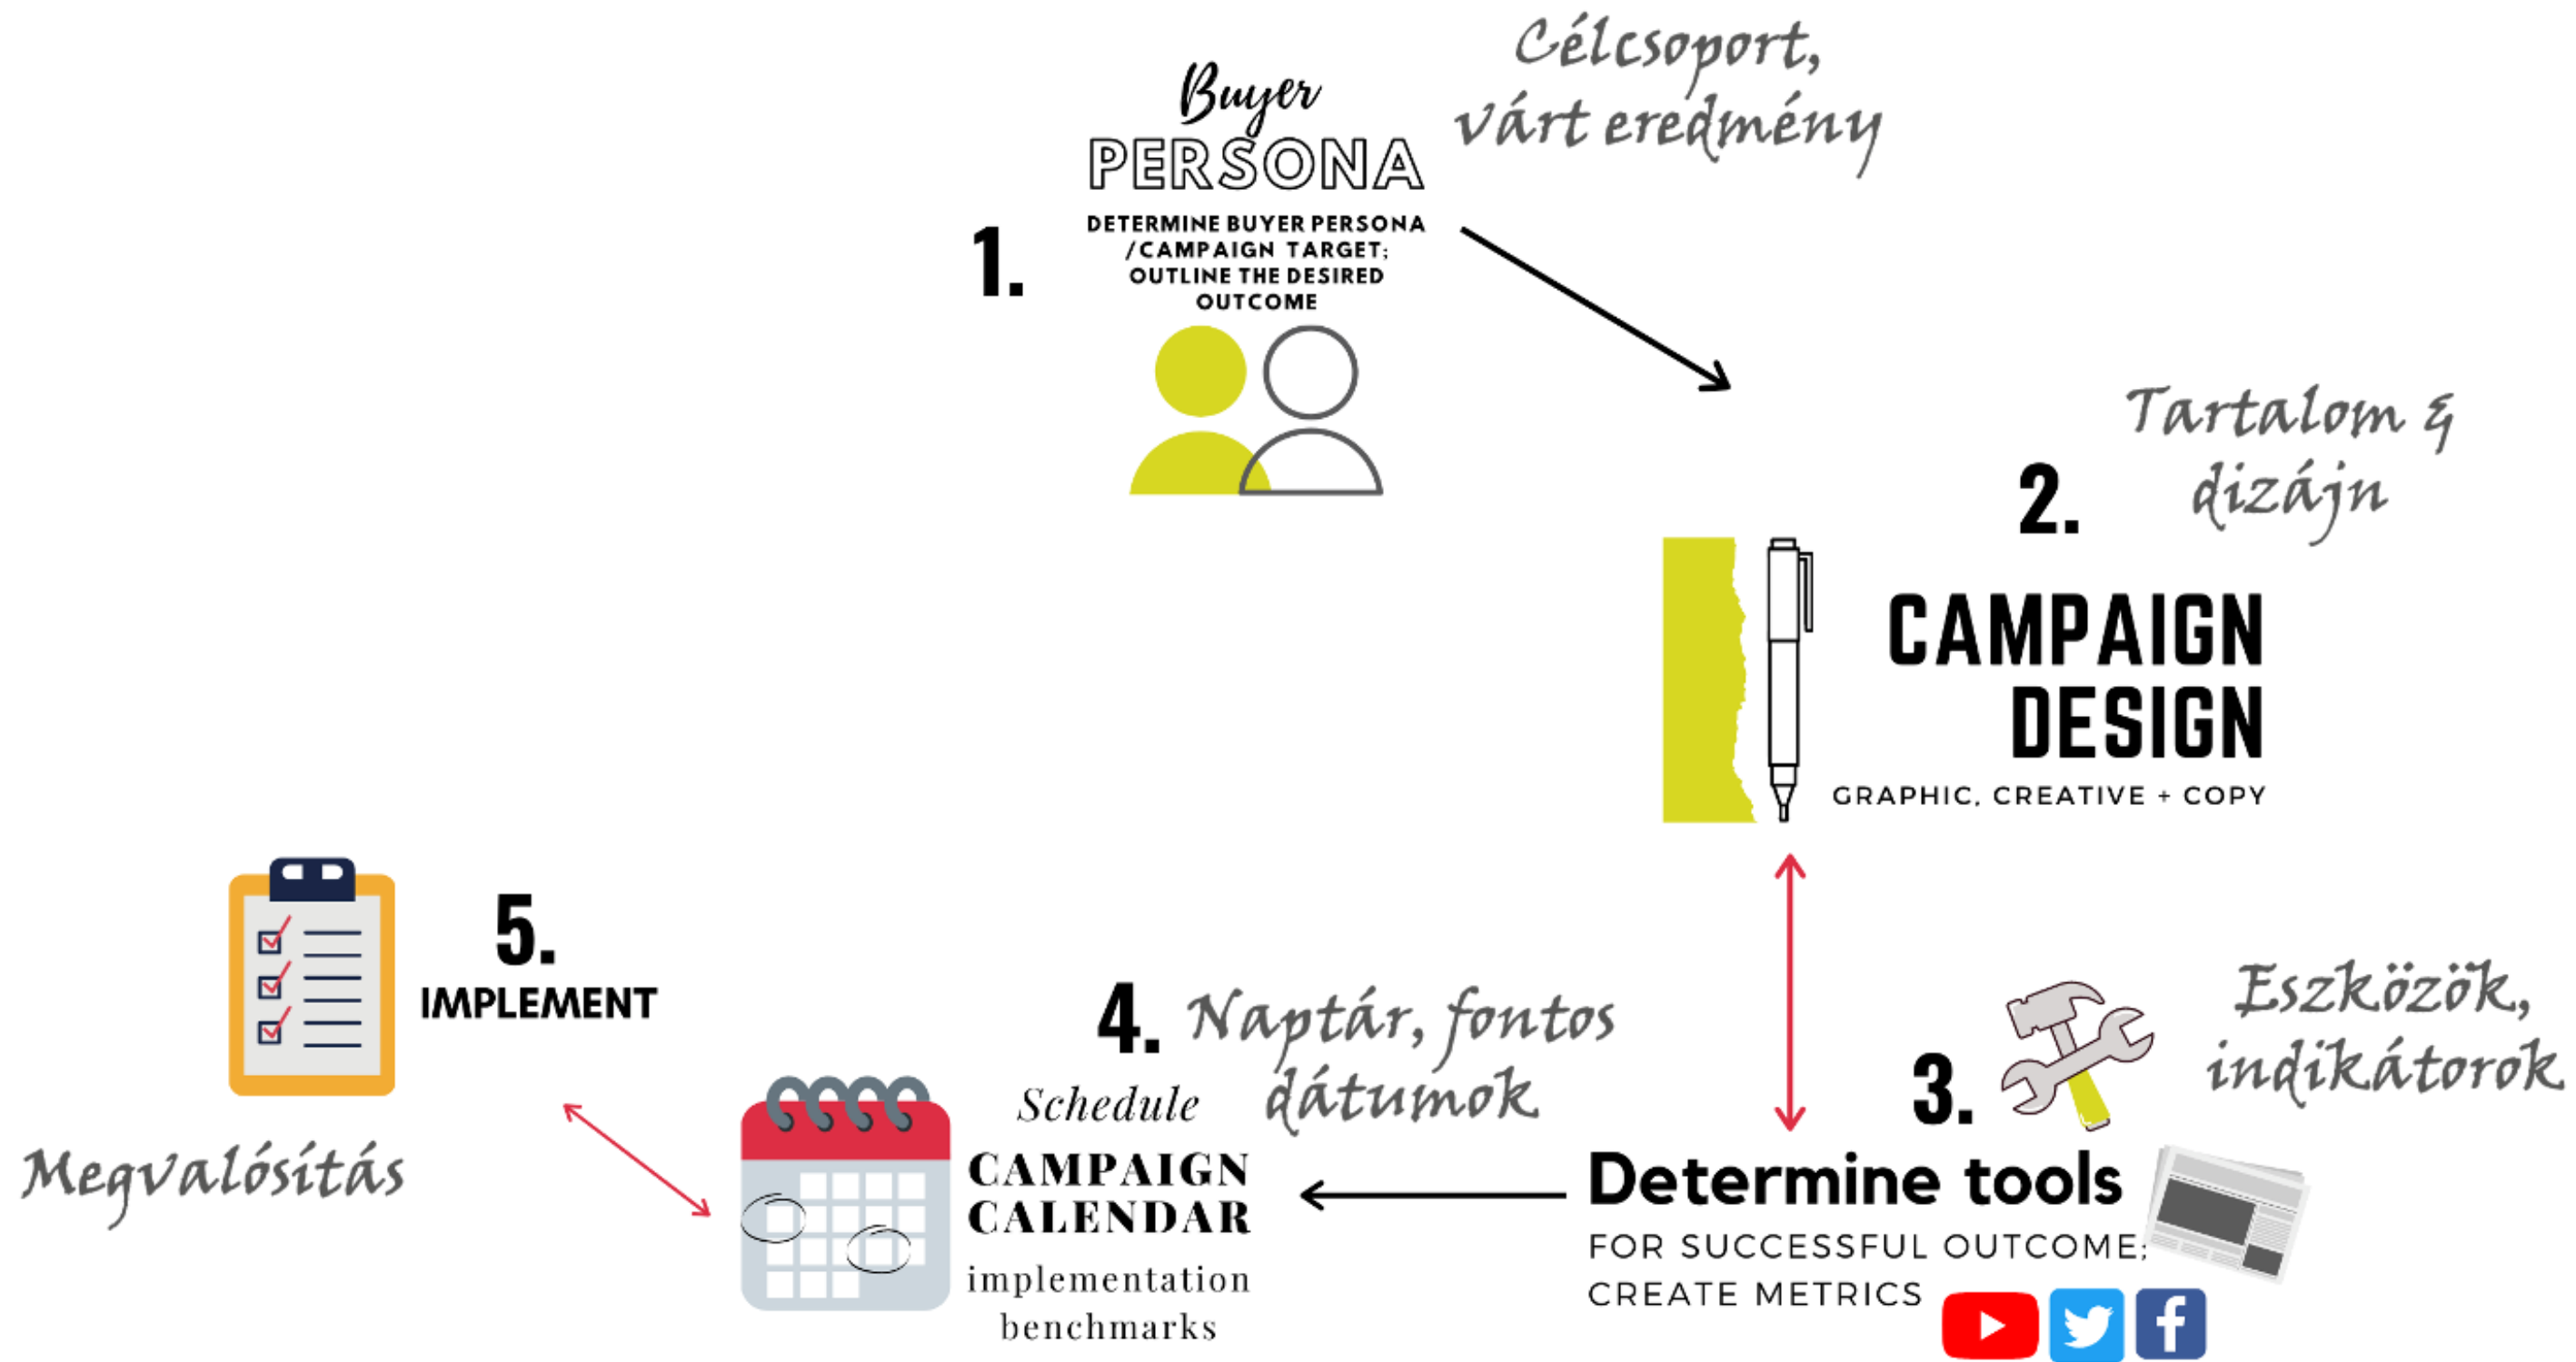 Célcsoport,
várt eredmény
Buyer
PERSONA
DETERMINE BUYER PERSONA
/CAMPAIGN TARGET;
OUTLINE THE DESIRED
OUTCOME
1.
Tartalom &
dizájn
2.
CAMPAIGN
DESIGN
GRAPHIC, CREATIVE + COPY
Eszközök,
indikátorok
3.
Determine tools
FOR SUCCESSFUL OUTCOME;
CREATE METRICS
4.
Naptár, fontos
dátumok
Schedule
CAMPAIGN
CALENDAR
implementation
benchmarks
5.
IMPLEMENT
Megvalósítás